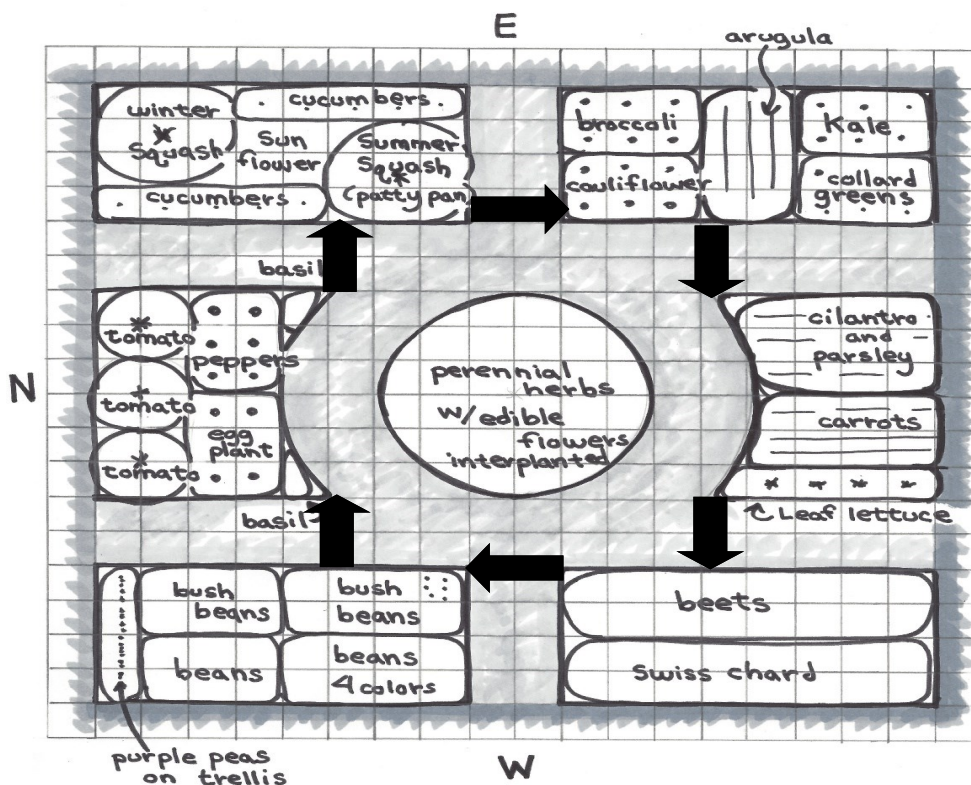 E
arugula
winter
squash
cucumbers
sun
flower
summer
squash
(patty pan)
cucumbers
broccoli
cauliflower
Kale
collard
greens
basil
tomato
tomato
tomato
peppers
egg
plant
basil
N
perennial
herbs
w/edible
flowers
interplanted
cilantro
and
parsley
carrots
Leaf lettuce
bush
beans
bush
beans
beans
beans
4 colors
beets
swiss chard
purple peas
on trellis
W